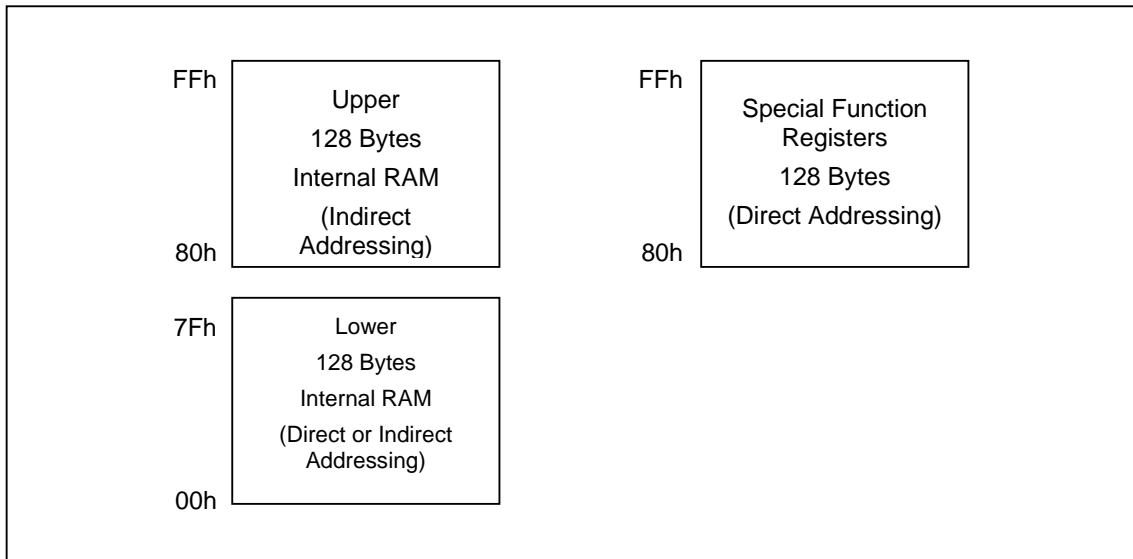 FFh
Upper
128 Bytes
Internal RAM
(Indirect
Addressing)
80h
FFh
Special Function
Registers
128 Bytes
(Direct Addressing)
80h
7Fh
Lower
128 Bytes
Internal RAM
(Direct or Indirect
Addressing)
00h